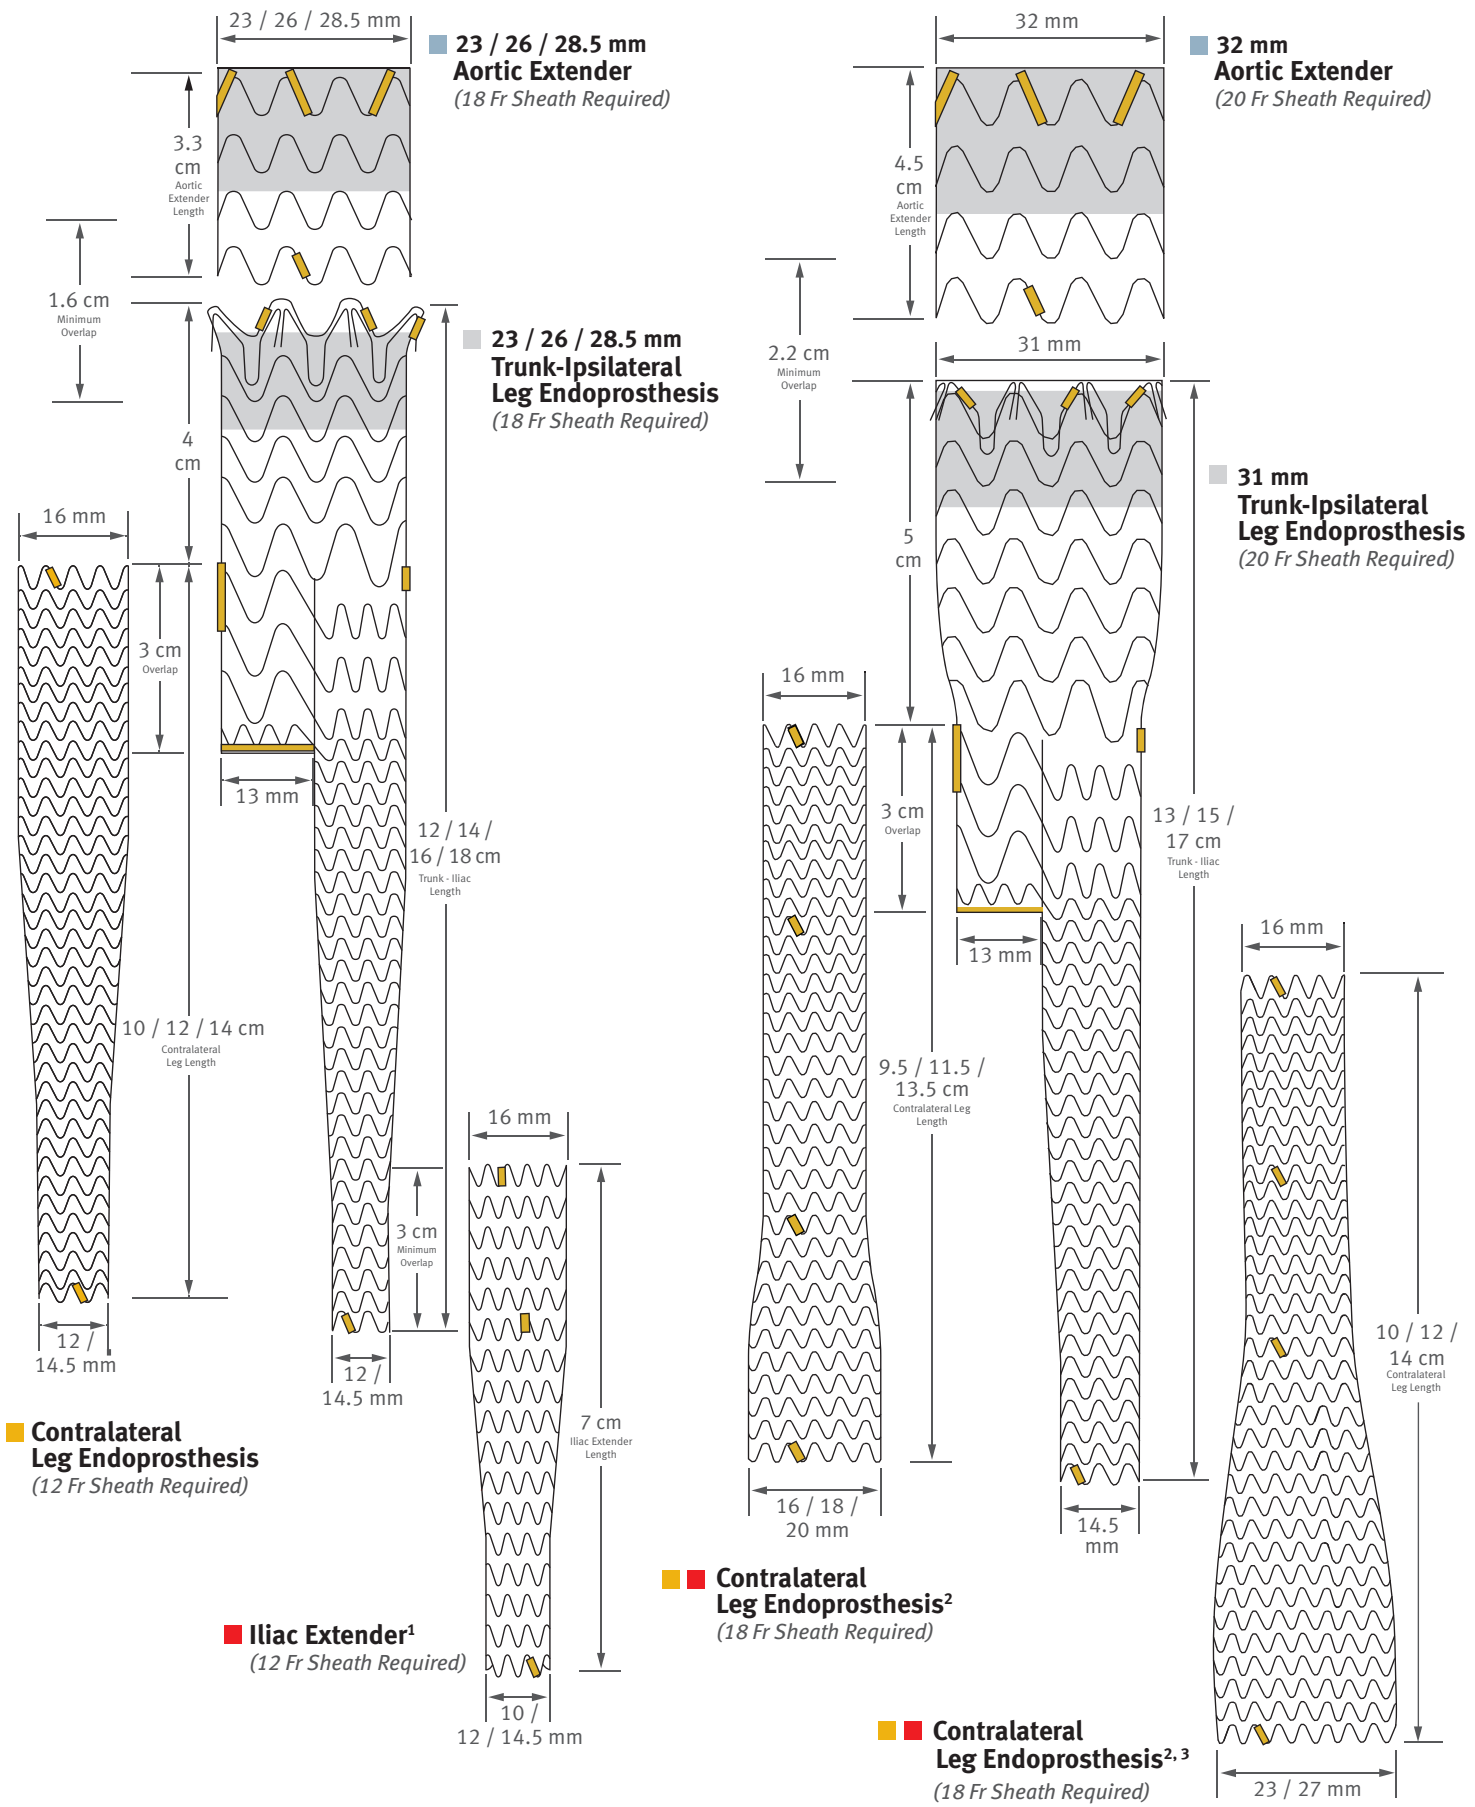 23 / 26 / 28.5 mm
23 / 26 / 28.5 mm
Aortic Extender
(18 Fr Sheath Required)
3.3
cm
Aortic
Extender
Length
1.6 cm
Minimum
Overlap
23 / 26 / 28.5 mm
Trunk-Ipsilateral
Leg Endoprosthesis
(18 Fr Sheath Required)
4
cm
16 mm
3 cm
Overlap
13 mm
12 / 14 /
16 / 18 cm
Trunk - Iliac
Length
10 / 12 / 14 cm
Contralateral
Leg Length
12 /
14.5 mm
Contralateral
Leg Endoprosthesis
(12 Fr Sheath Required)
3 cm
Minimum
Overlap
12 /
14.5 mm
16 mm
7 cm
Iliac Extender
Length
Iliac Extender1
(12 Fr Sheath Required)
10 /
12 / 14.5 mm
32 mm
32 mm
Aortic Extender
(20 Fr Sheath Required)
4.5
cm
Aortic
Extender
Length
2.2 cm
Minimum
Overlap
31 mm
31 mm
Trunk-Ipsilateral
Leg Endoprosthesis
(20 Fr Sheath Required)
5
cm
16 mm
3 cm
Overlap
13 mm
13 / 15 /
17 cm
Trunk - Iliac
Length
9.5 / 11.5 /
13.5 cm
Contralateral Leg
Length
16 / 18 /
20 mm
14.5
mm
Contralateral
Leg Endoprosthesis2
(18 Fr Sheath Required)
16 mm
10 / 12 /
14 cm
Contralateral
Leg Length
Contralateral
Leg Endoprosthesis2, 3
(18 Fr Sheath Required)
23 / 27 mm